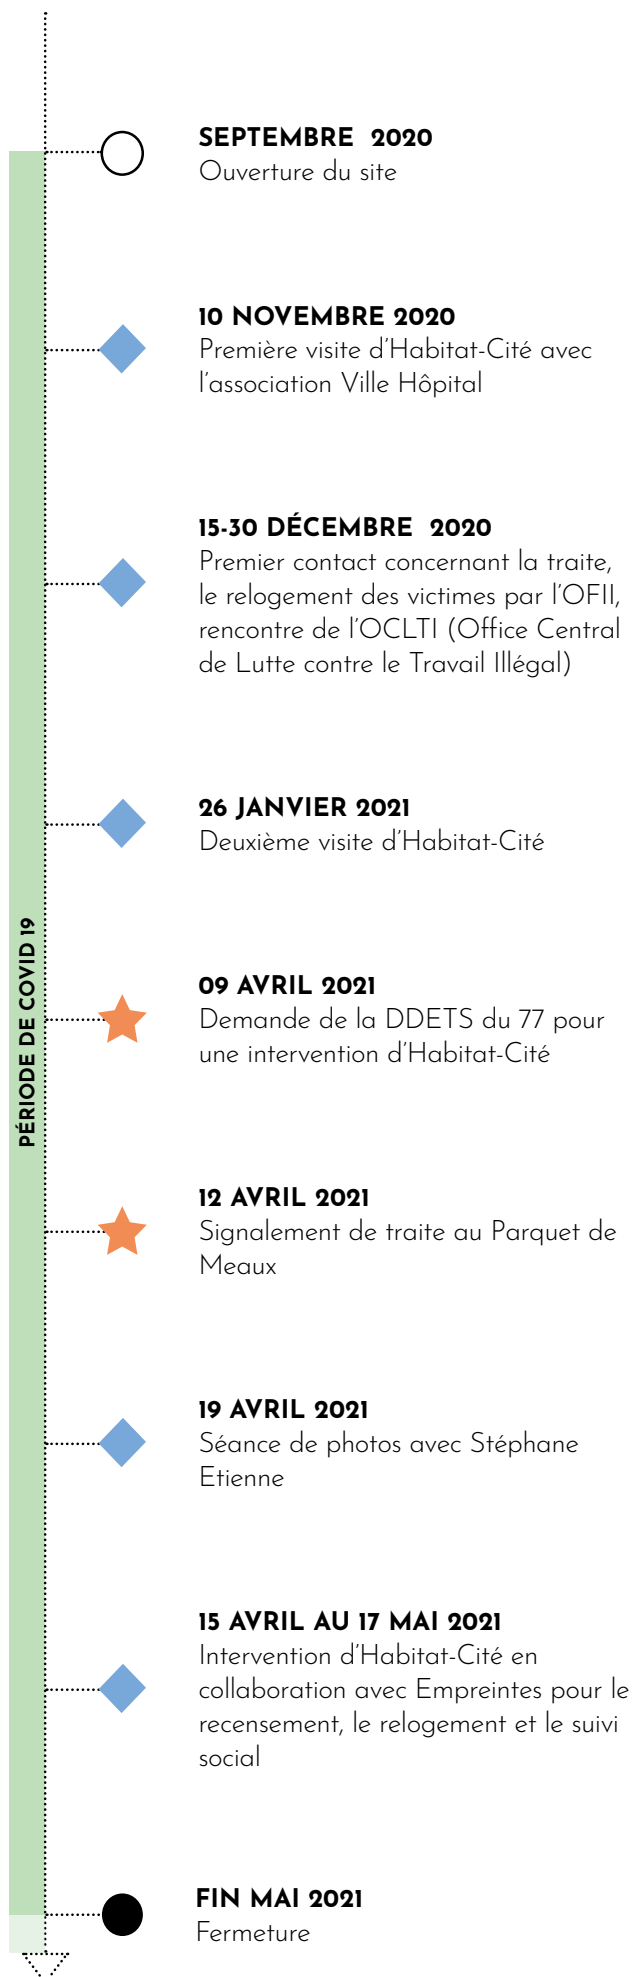 SEPTEMBRE 2020
Ouverture du site
10 NOVEMBRE 2020
Première visite d'Habitat-Cité avec
l'association Ville Hôpital
15-30 DÉCEMBRE 2020
Premier contact concernant la traite,
le relogement des victimes par l'OFII,
rencontre de l'OCLTI (Office Central
de Lutte contre le Travail Illégal)
26 JANVIER 2021
Deuxième visite d'Habitat-Cité
PÉRIODE DE COVID 19
09 AVRIL 2021
Demande de la DDETS du 77 pour
une intervention d'Habitat-Cité
12 AVRIL 2021
Signalement de traite au Parquet de
Meaux
19 AVRIL 2021
Séance de photos avec Stéphane
Etienne
15 AVRIL AU 17 MAI 2021
Intervention d'Habitat-Cité en
collaboration avec Empreintes pour le
recensement, le relogement et le suivi
social
FIN MAI 2021
Fermeture